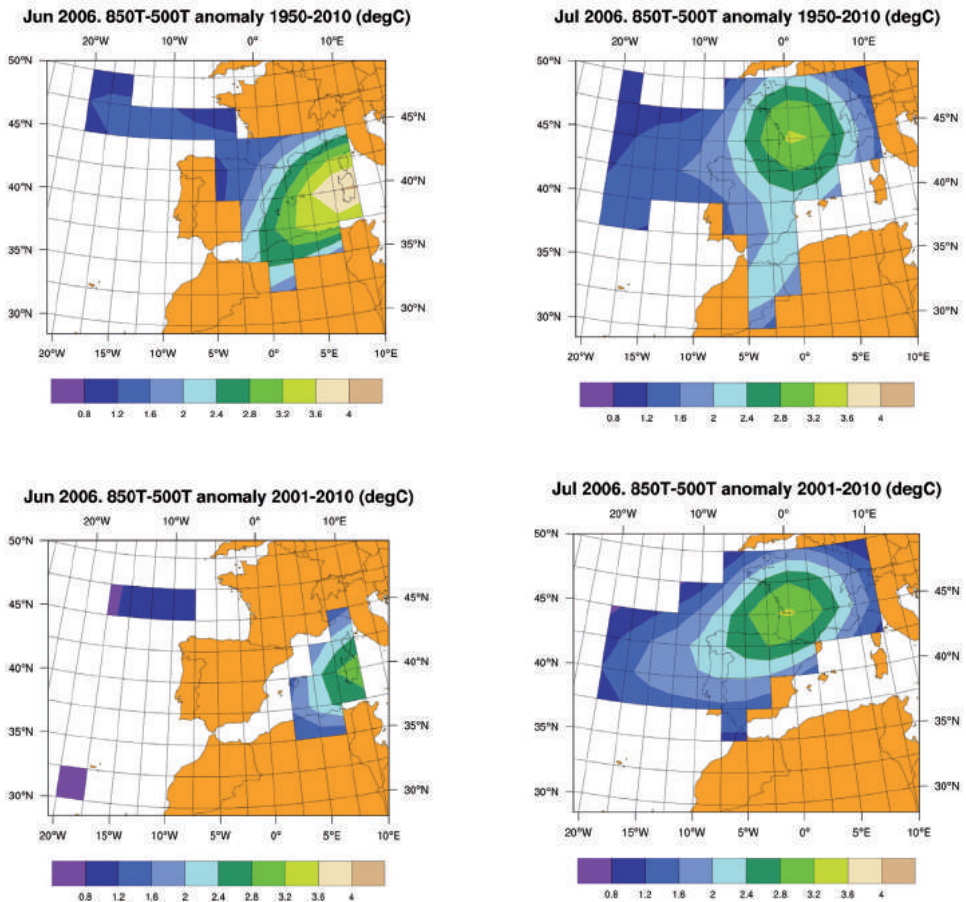 Jun 2006. 850T-500T anomaly 1950-2010 (degC)
20°W 10°W 0° 10°E
50°N
45°N 45°N
40°N 40°N
35°N 35°N
30°N 30°N
20°W 15°W 10°W 5°W 0° 5°E 10°E
0.8 1.2 1.6 2 2.4 2.8 3.2 3.6 4
Jul 2006. 850T-500T anomaly 1950-2010 (degC)
20°W 10°W 0° 10°E
50°N
45°N 45°N
40°N 40°N
35°N 35°N
30°N 30°N
20°W 15°W 10°W 5°W 0° 5°E 10°E
0.8 1.2 1.6 2 2.4 2.8 3.2 3.6 4
Jun 2006. 850T-500T anomaly 2001-2010 (degC)
20°W 10°W 0° 10°E
50°N
45°N 45°N
40°N 40°N
35°N 35°N
30°N 30°N
20°W 15°W 10°W 5°W 0° 5°E 10°E
0.8 1.2 1.6 2 2.4 2.8 3.2 3.6 4
Jul 2006. 850T-500T anomaly 2001-2010 (degC)
20°W 10°W 0° 10°E
50°N
45°N 45°N
40°N 40°N
35°N 35°N
30°N 30°N
20°W 15°W 10°W 5°W 0° 5°E 10°E
0.8 1.2 1.6 2 2.4 2.8 3.2 3.6 4